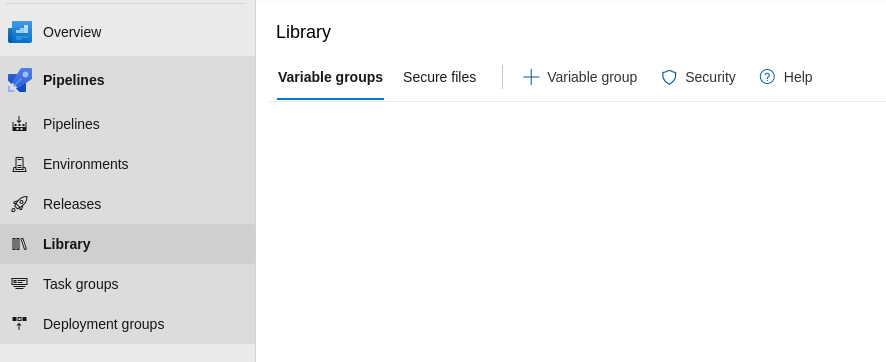 Overview
Pipelines
Pipelines
Environments
Releases
Library
Task groups
Deployment groups
Library
Variable groups Secure files Variable group Security Help